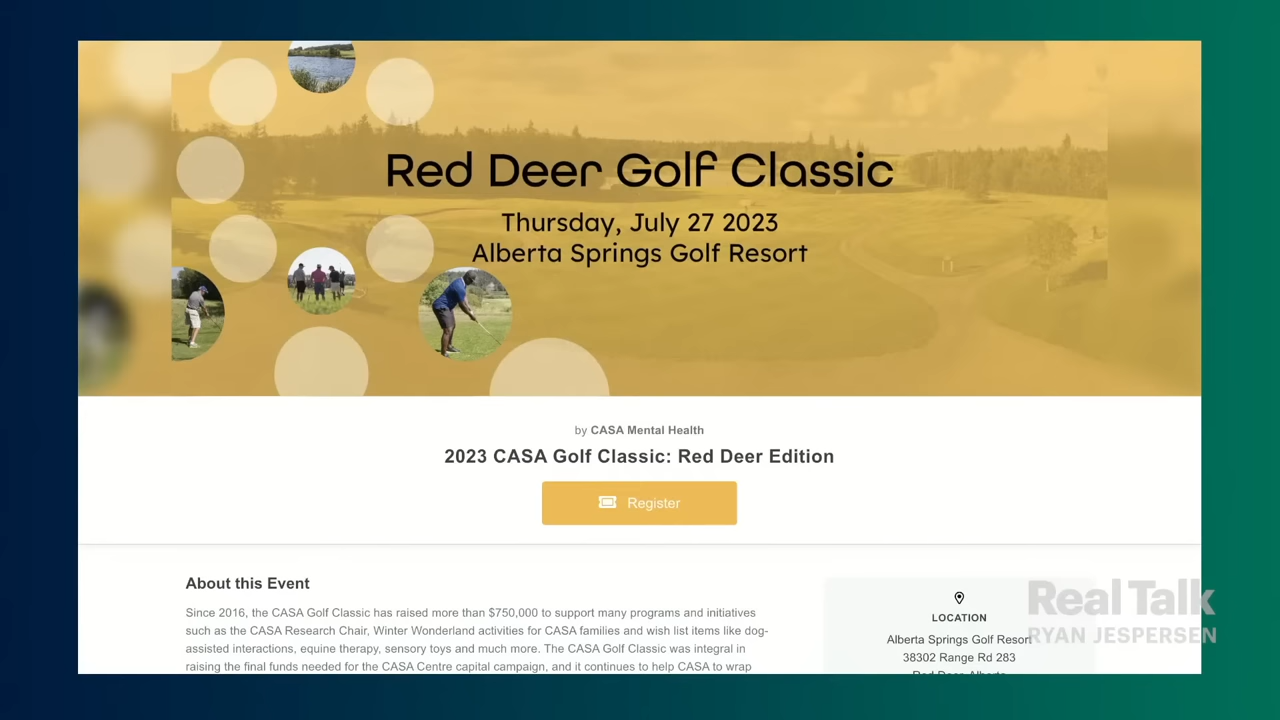 Red Deer Golf Classic
Thursday, July 27 2023
Alberta Springs Golf Resort
by CASA Mental Health
2023 CASA Golf Classic: Red Deer Edition
Register
About this Event
Since 2016, the CASA Golf Classic has raised more than $750,000 to support many programs and initiatives
such as the CASA Research Chair, Winter Wonderland activities for CASA families and wish list items like dog-
assisted interactions, equine therapy, sensory toys and much more. The CASA Golf Classic was integral in
raising the final funds needed for the CASA Centre capital campaign, and it continues to help CASA to wrap
LOCATION
Alberta Springs Golf Resort
38302 Range Rd 283
Red Deer, Alberta
Real Talk
RYAN JESPERSEN